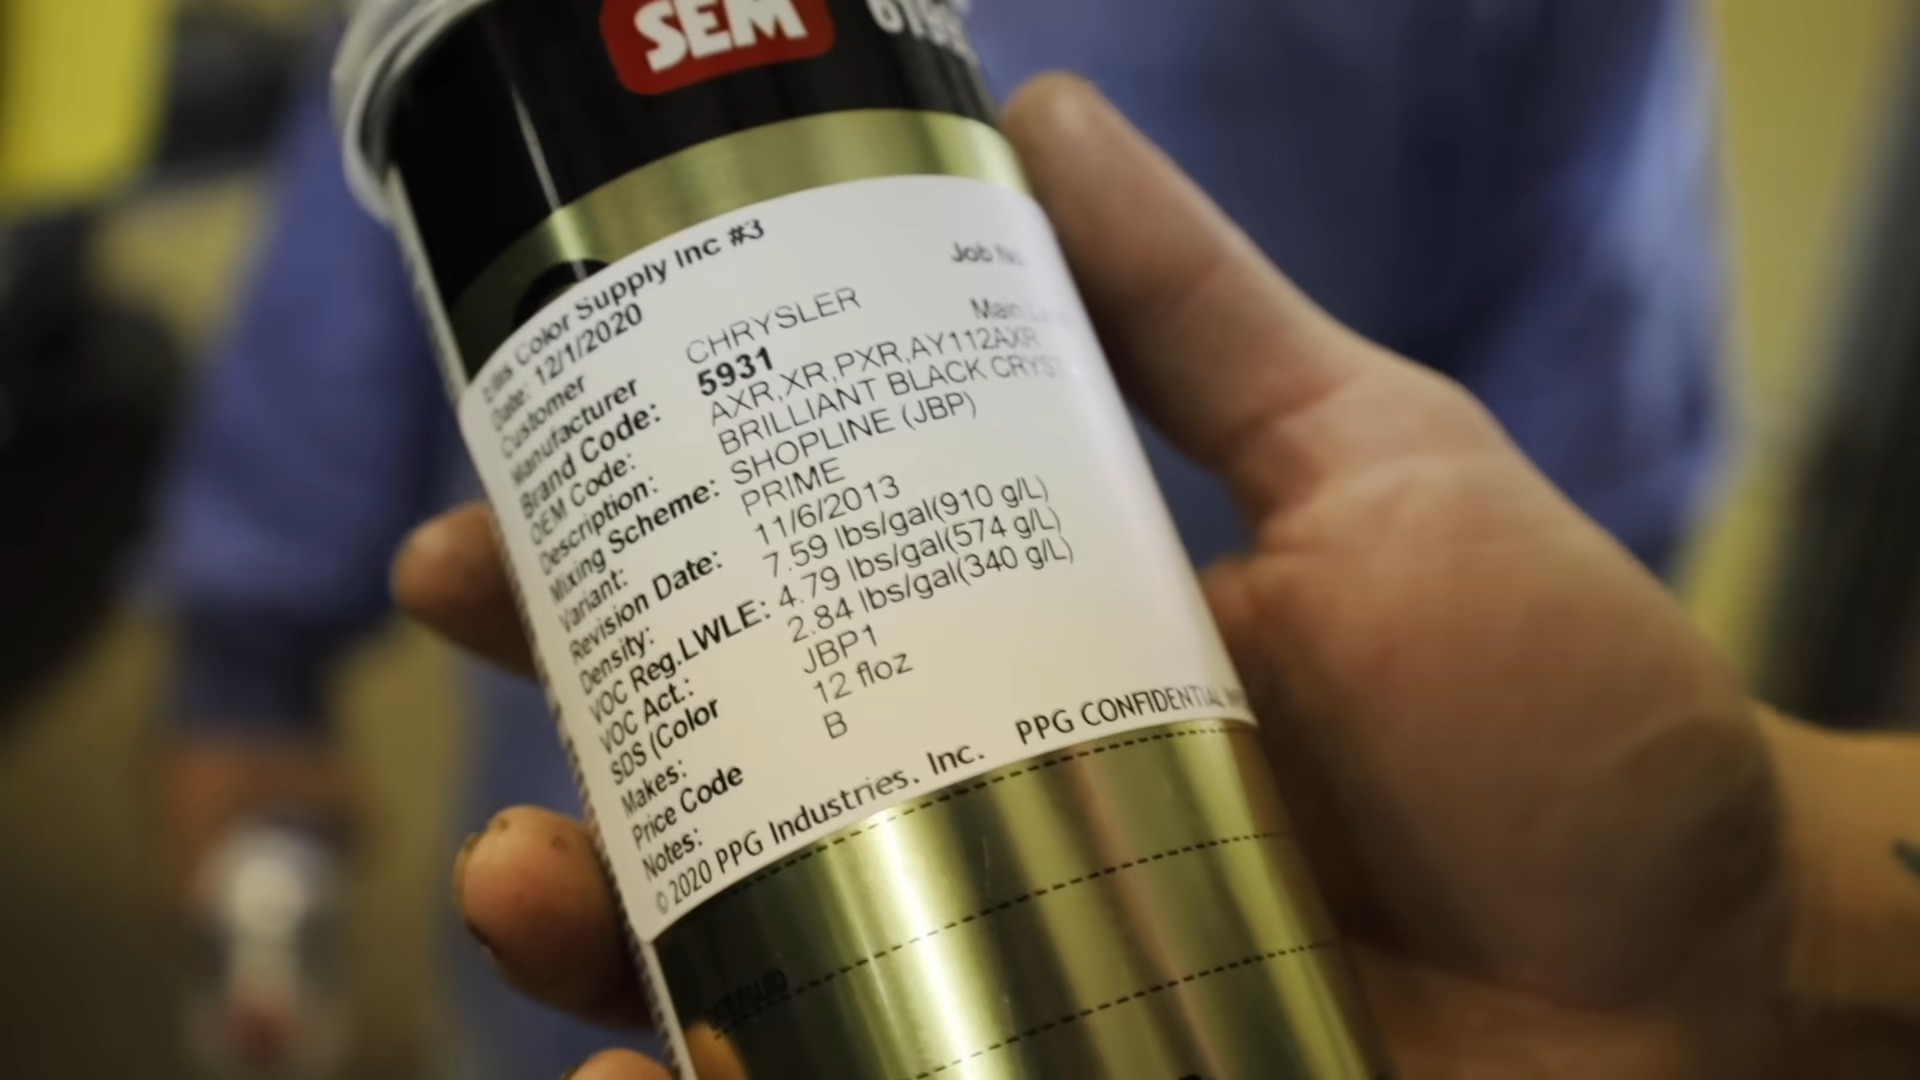 SEM
Color Supply Inc #3
Date: 12/1/2020
Job
Customer
Manufacturer CHRYSLER
Main
Brand Code: 5931
OEM Code: AXR,XR,PXR,AY112AXR
Description: BRILLIANT BLACK
Mixing Scheme: SHOPLINE (JBP)
Variant: PRIME
Revision Date: 11/6/2013
Density: 7.59 lbs/gal(910 g/L)
VOC Reg.LWLE: 4.79 lbs/gal(574 g/L)
VOC Act.: 2.84 lbs/gal(340 g/L)
SDS (Color JBP1
Makes: 12 floz
Price Code B
Notes:
© 2020 PPG Industries, Inc. PPG CONFIDENTIAL